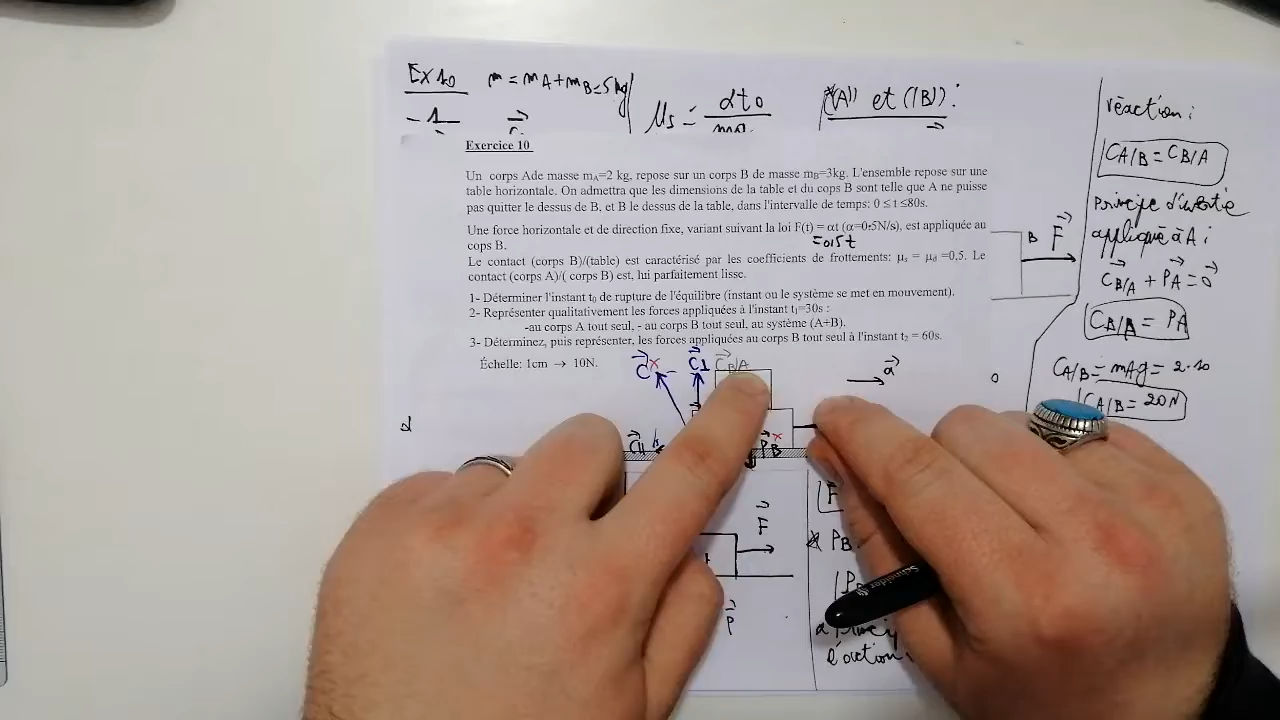 Ex 10
m = mA + mB = 5 kg
μs = αt0
(A) et (B):
réaction:
CA/B = CB/A
Exercice 10
Un corps Ade masse mA=2 kg, repose sur un corps B de masse mB=3kg. L'ensemble repose sur une
table horizontale. On admettra que les dimensions de la table et du cops B sont telle que A ne puisse
pas quitter le dessus de B, et B le dessus de la table, dans l'intervalle de temps: 0 ≤ t ≤80s.
Une force horizontale et de direction fixe, variant suivant la loi F(t) = αt (α=0.5N/s), est appliquée au
cops B.
=0,5t
Le contact (corps B)/(table) est caractérisé par les coefficients de frottements: μs = μd =0,5. Le
contact (corps A)/( corps B) est, lui parfaitement lisse.
1- Déterminer l'instant t0 de rupture de l'équilibre (instant ou le système se met en mouvement).
2- Représenter qualitativement les forces appliquées à l'instant t1=30s :
-au corps A tout seul, - au corps B tout seul, au système (A+B).
3- Déterminez, puis représenter, les forces appliquées au corps B tout seul à l'instant t2 = 60s.
Échelle: 1cm → 10N.
Principe d'inertie
appliqué à A:
CB/A + PA = 0
CB/A = PA
CA/B = mAg = 2.10
CA/B = 20N
B F
C C⊥ CB/A
a
C// PB
F
P
F
PB
l'action